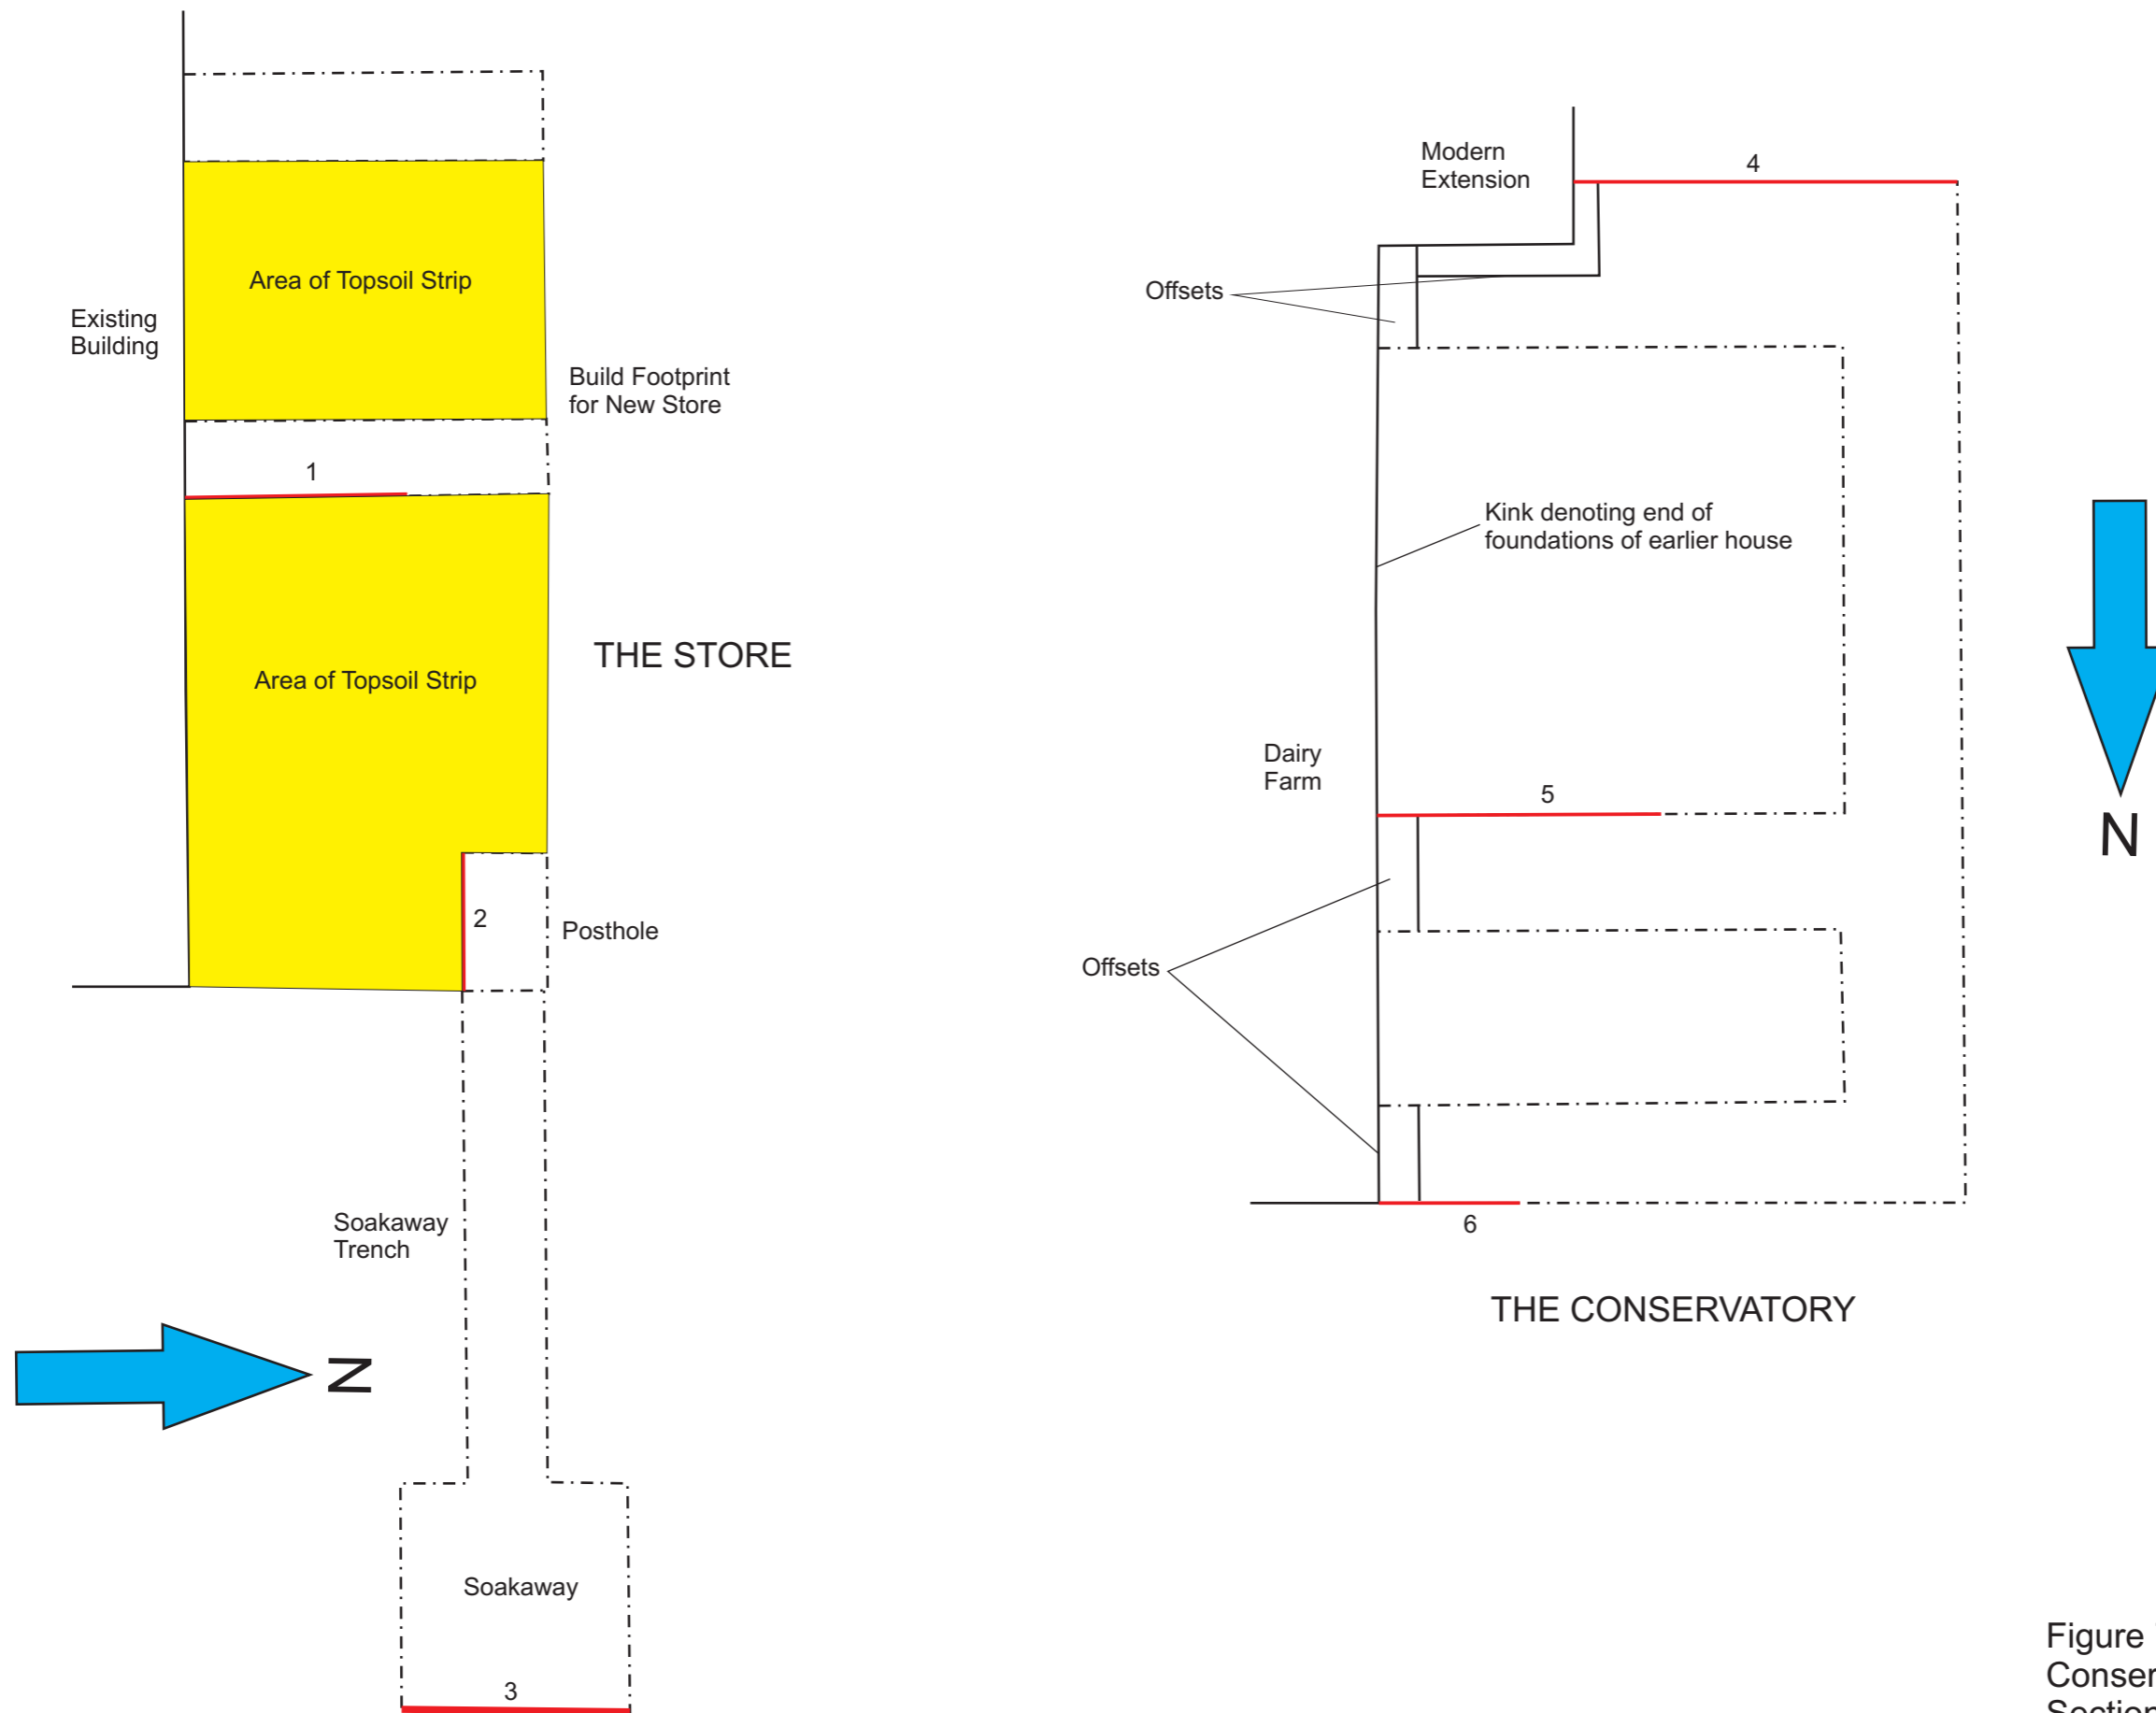 Area of Topsoil Strip
Existing
Building
Build Footprint
for New Store
1
THE STORE
Area of Topsoil Strip
2
Posthole
Soakaway
Trench
N
Soakaway
3
Modern
Extension
4
Offsets
Kink denoting end of
foundations of earlier house
Dairy
Farm
5
Offsets
6
THE CONSERVATORY
N
Figure